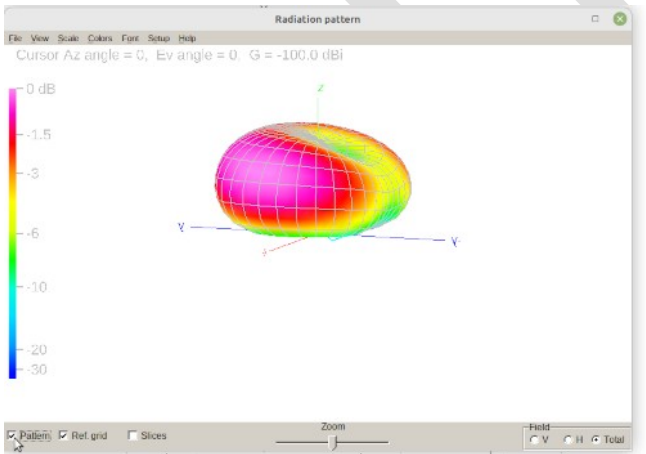 Radiation pattern
File View Scale Colors Font Setup Help
Cursor Az angle = 0, Ev angle = 0, G = -100.0 dBi
0 dB
-1.5
-3
-6
-10
-20
-30
Z
Y
Y
Pattern Ref. grid Slices
Zoom
Field
V H Total